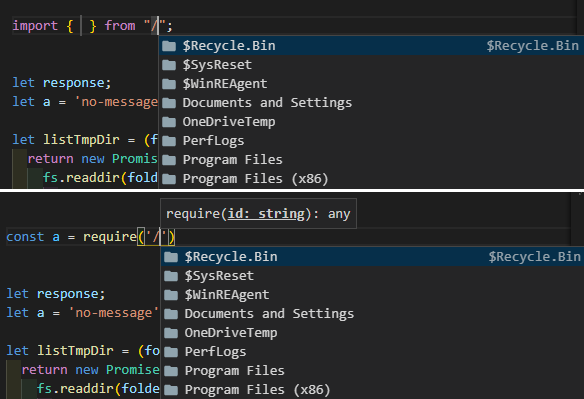 import { } from "/";
$Recycle.Bin $Recycle.Bin
$SysReset
let response; $WinREAgent
let a = 'no-message Documents and Settings
OneDriveTemp
let listTmpDir = (f PerfLogs
return new Promis Program Files
fs.readdir(fold Program Files (x86)
require(id: string): any
const a = require('/')
$Recycle.Bin $Recycle.Bin
$SysReset
let response; $WinREAgent
let a = 'no-message' Documents and Settings
OneDriveTemp
let listTmpDir = (fo PerfLogs
return new Promise Program Files
fs.readdir(folde Program Files (x86)